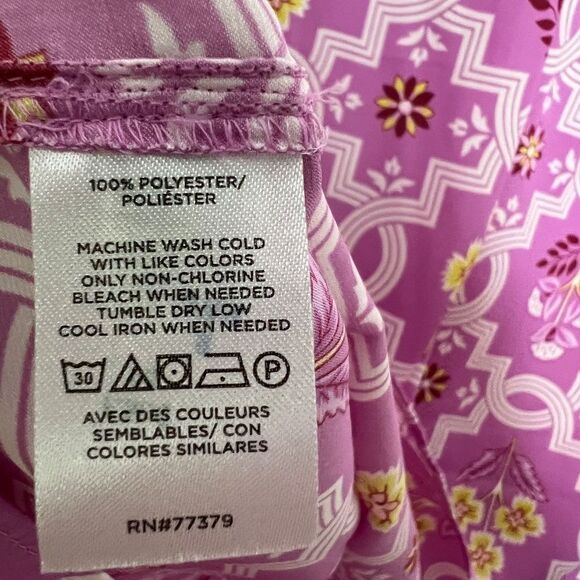 100% POLYESTER/
POLIÉSTER
MACHINE WASH COLD
WITH LIKE COLORS
ONLY NON-CHLORINE
BLEACH WHEN NEEDED
TUMBLE DRY LOW
COOL IRON WHEN NEEDED
30 P
AVEC DES COULEURS
SEMBLABLES/ CON
COLORES SIMILARES
RN#77379